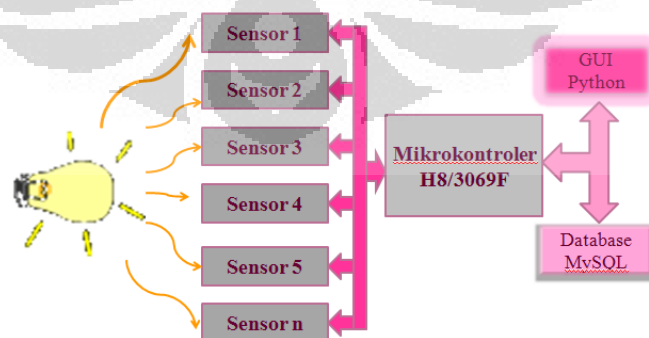 Sensor 1
Sensor 2
Sensor 3
Sensor 4
Sensor 5
Sensor n
Mikrokontroler
H8/3069F
GUI
Python
Database
MySQL